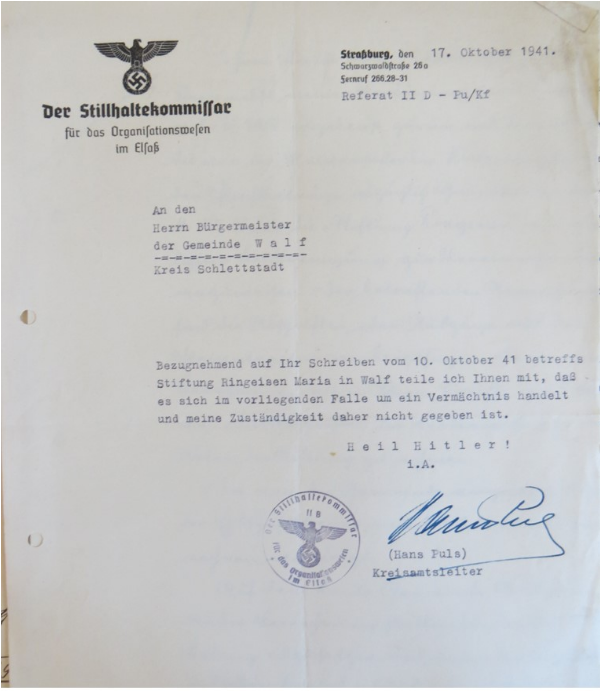 Der Stillhaltekommissar
für das Organisationswesen
im Elsaß
Straßburg, den 17. Oktober 1941.
Schwarzwaldstraße 26a
Fernruf 266.28-31
Referat II D - Pu/Kf
An den
Herrn Bürgermeister
der Gemeinde W a l f
-=-=-=-=-=-=-=-=-=-=-
Kreis Schlettstadt
Bezugnehmend auf Ihr Schreiben vom 10. Oktober 41 betreffs
Stiftung Ringeisen Maria in Walf teile ich Ihnen mit, daß
es sich im vorliegenden Falle um ein Vermächtnis handelt
und meine Zuständigkeit daher nicht gegeben ist.
H e i l H i t l e r !
i.A.
Der Stillhaltekommissar
II B
für das Organisationswesen
im Elsaß
(Hans Puls)
Kreisamtsleiter